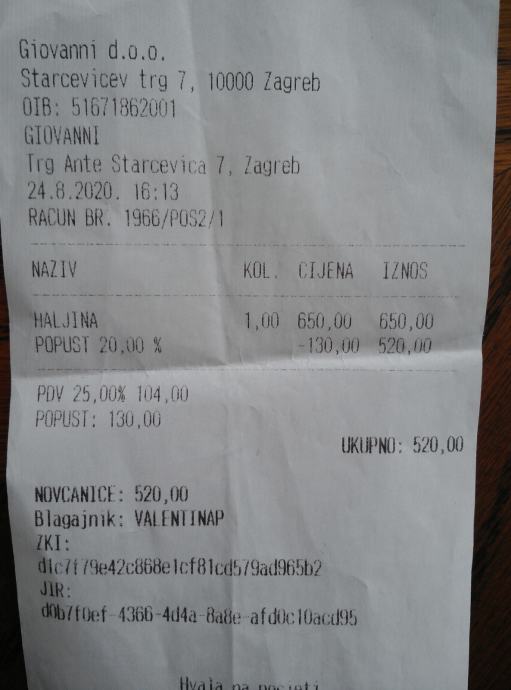 Giovanni d.o.o.
Starcevicev trg 7, 10000 Zagreb
OIB: 51671862001
GIOVANNI
Trg Ante Starcevica 7, Zagreb
24.8.2020. 16:13
RACUN BR. 1966/POS2/1
NAZIV KOL. CIJENA IZNOS
HALJINA 1,00 650,00 650,00
POPUST 20,00 % -130,00 520,00
PDV 25,00% 104,00
POPUST: 130,00
UKUPNO: 520,00
NOVCANICE: 520,00
Blagajnik: VALENTINAP
ZKI:
d1c7f79e42c868e1cf81cd579ad965b2
JIR:
d0b7f0ef-4366-4d4a-8a8e-afd0c10acd95
Hvala na posjeti